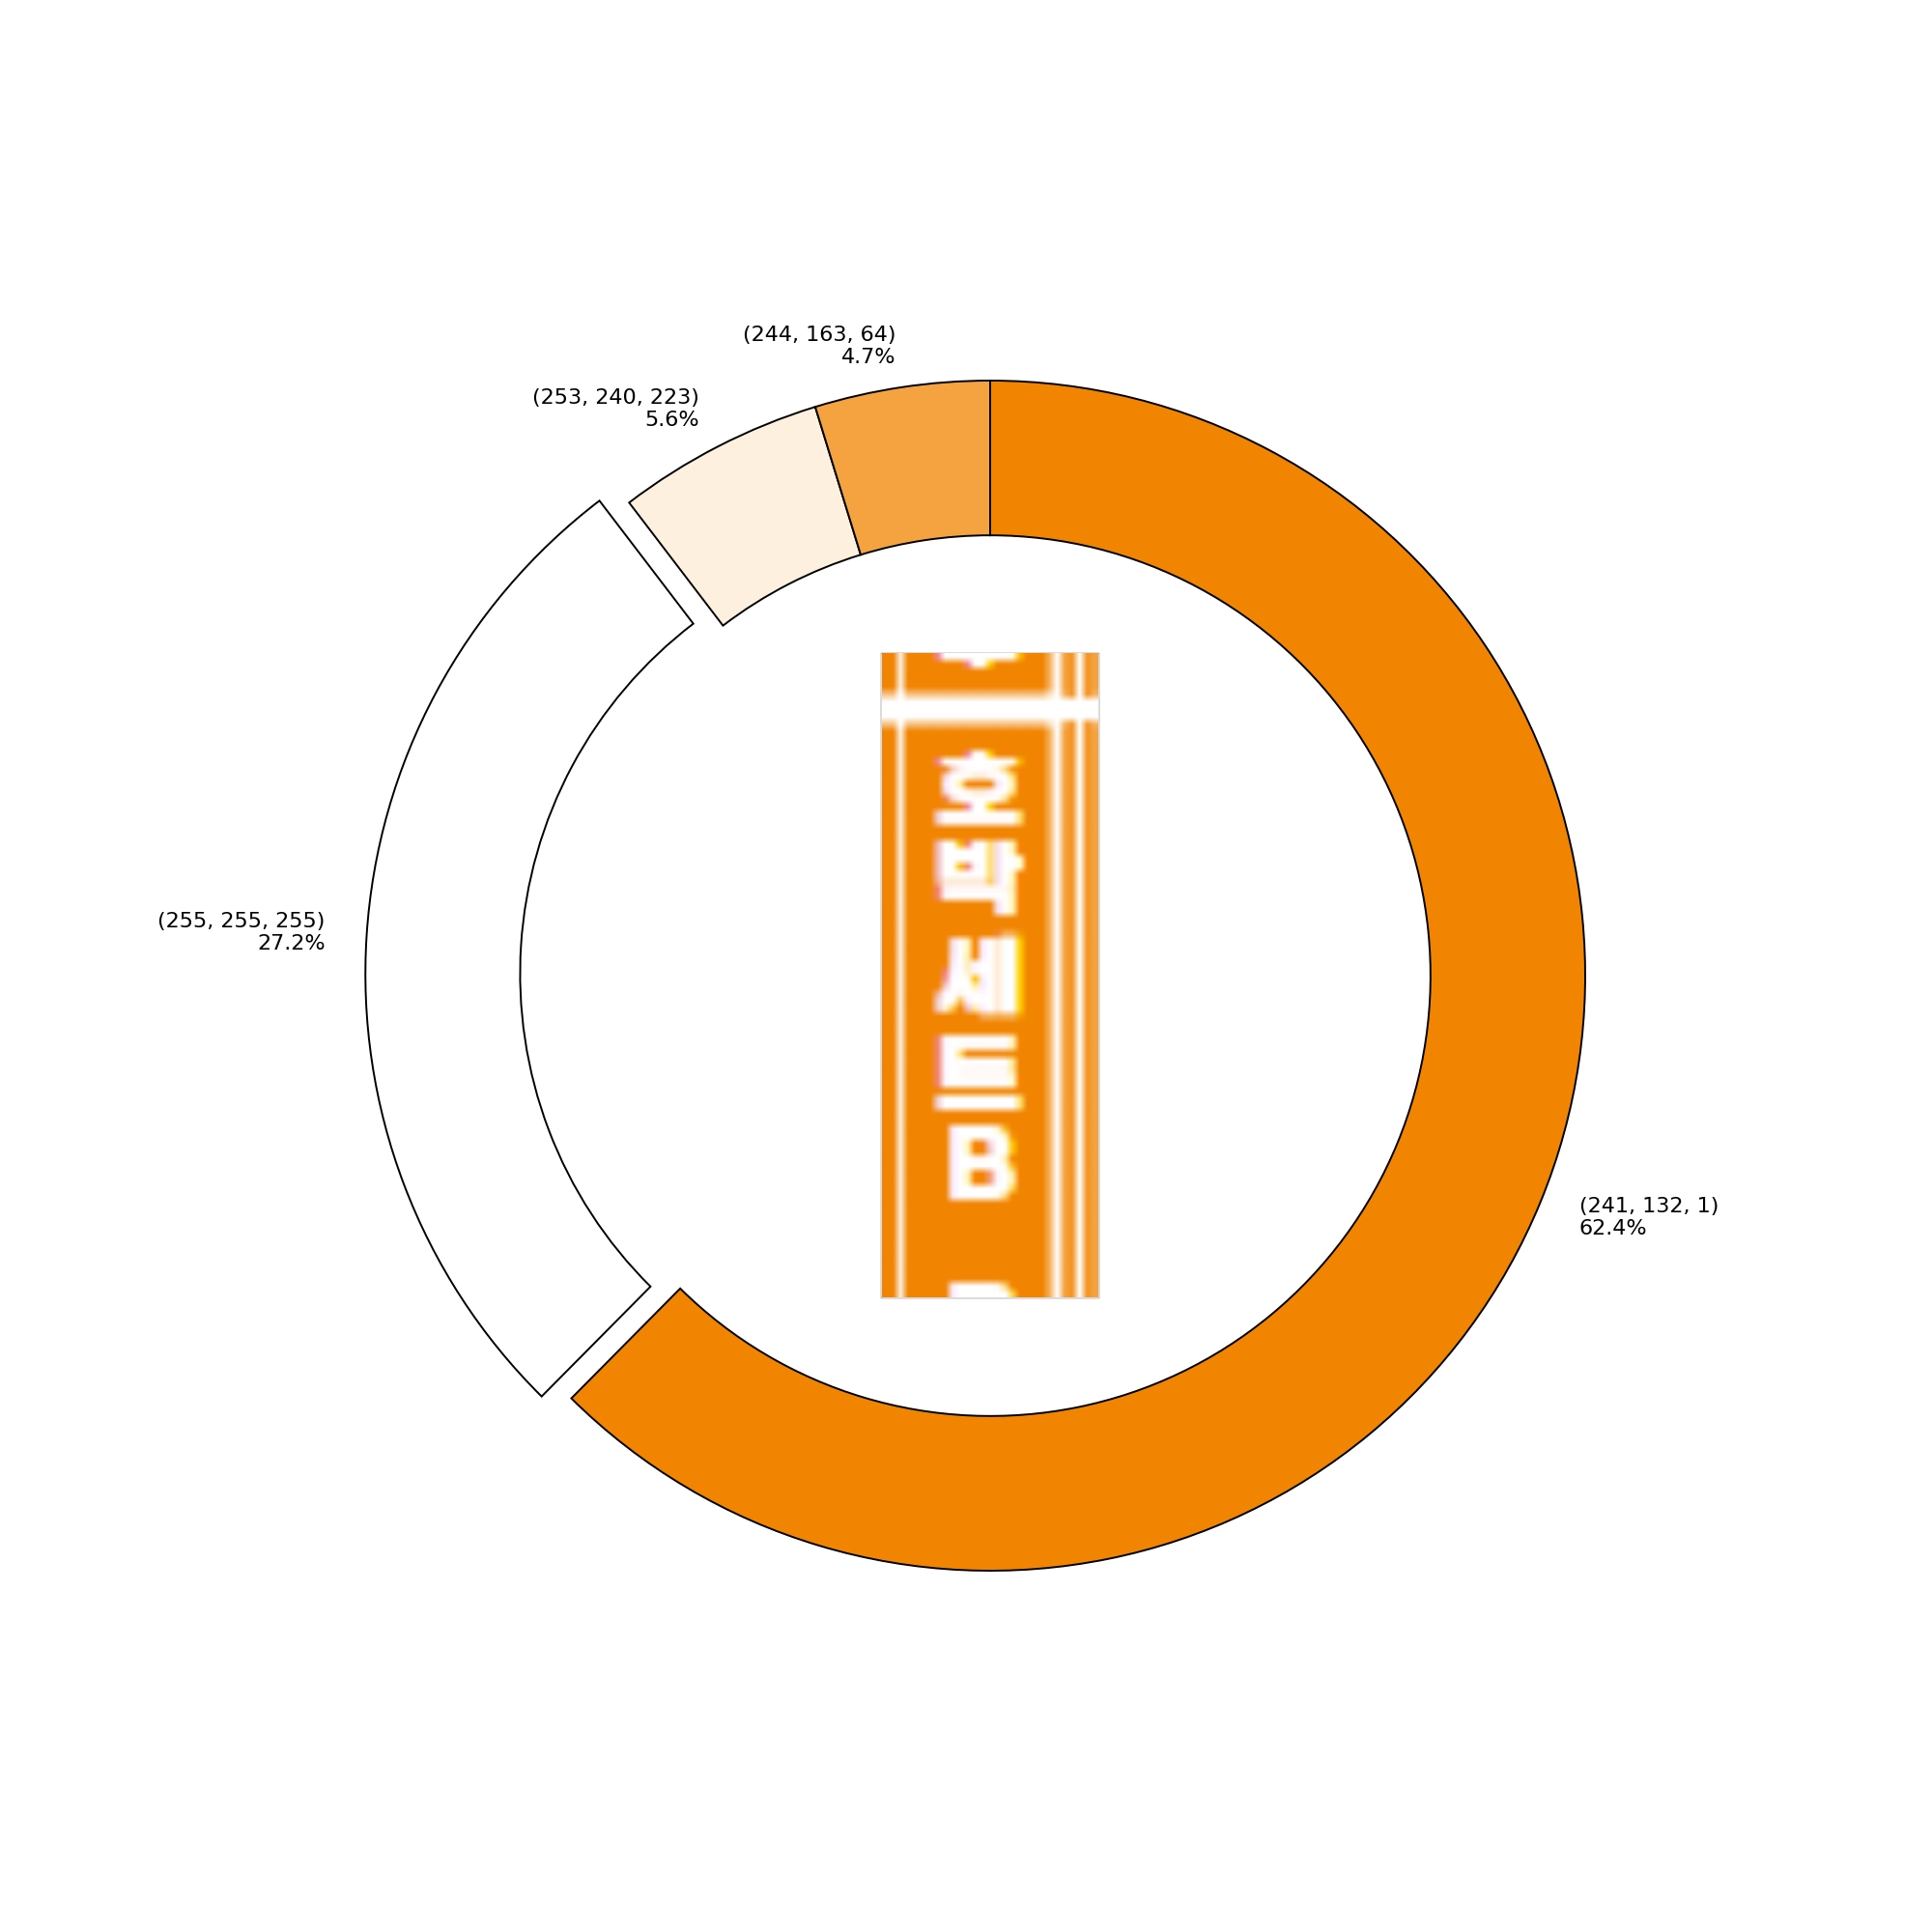 (244, 163, 64)
4.7%
(253, 240, 223)
5.6%
(255, 255, 255)
27.2%
호박세트B
(241, 132, 1)
62.4%